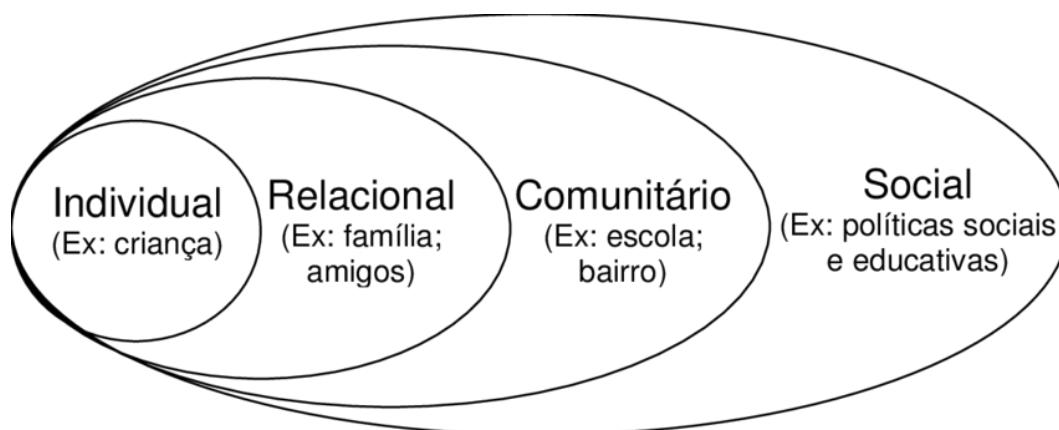 Individual
(Ex: criança)
Relacional
(Ex: família;
amigos)
Comunitário
(Ex: escola;
bairro)
Social
(Ex: políticas sociais
e educativas)